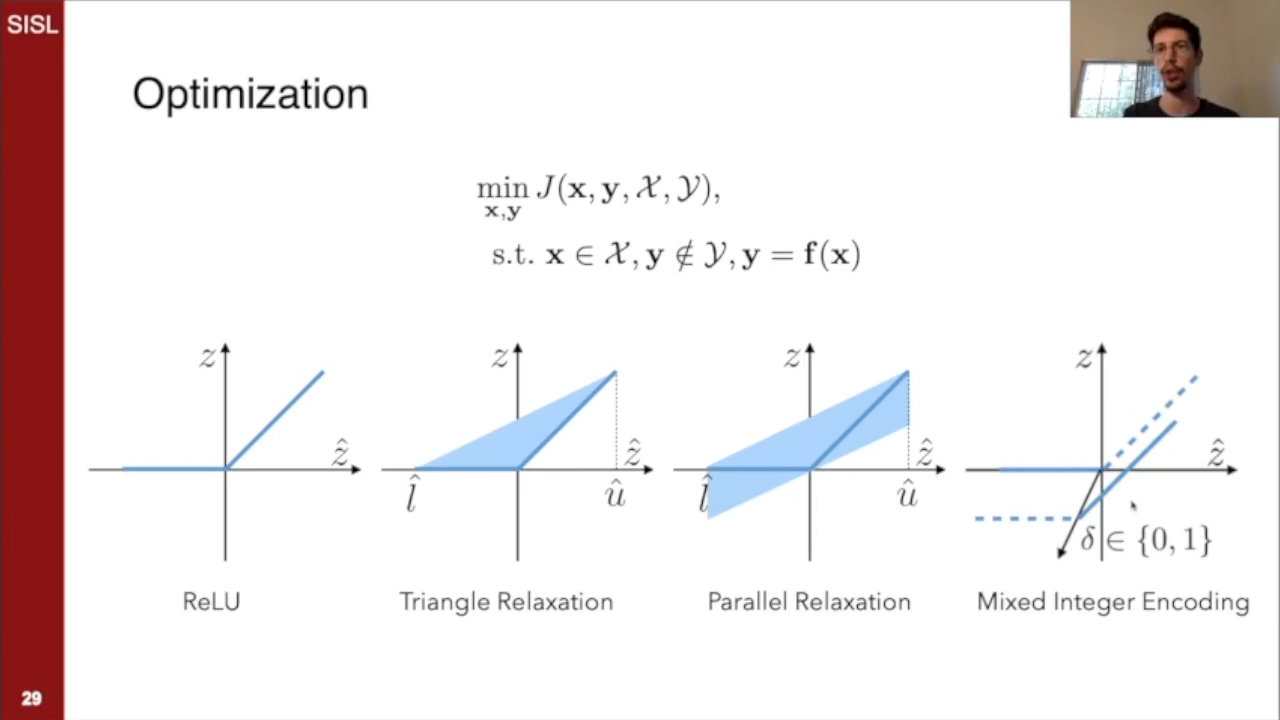 SISL
Optimization
min J(x, y, 𝒳, 𝒴),
x,y
s.t. x ∈ 𝒳, y ∉ 𝒴, y = f(x)
z
ẑ
ReLU
z
ẑ
l̂
û
Triangle Relaxation
z
ẑ
l̂
û
Parallel Relaxation
z
ẑ
δ ∈ {0, 1}
Mixed Integer Encoding
29